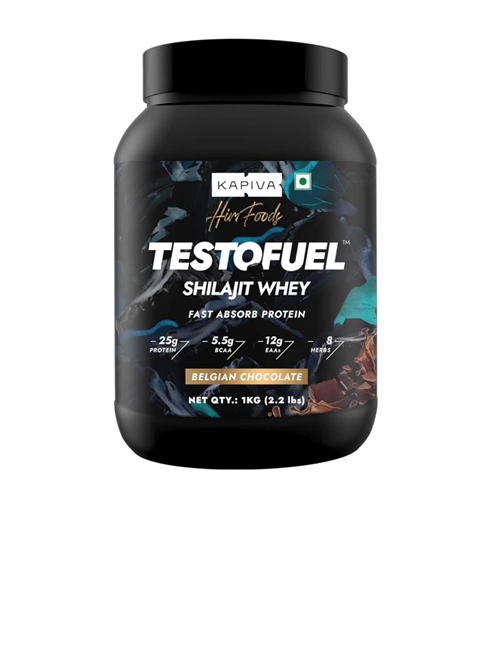 KAPIVA
Him Foods
TESTOFUEL™
SHILAJIT WHEY
FAST ABSORB PROTEIN
25g PROTEIN
5.5g BCAA
12g EAAs
8 HERBS
BELGIAN CHOCOLATE
NET QTY.: 1KG (2.2 lbs)